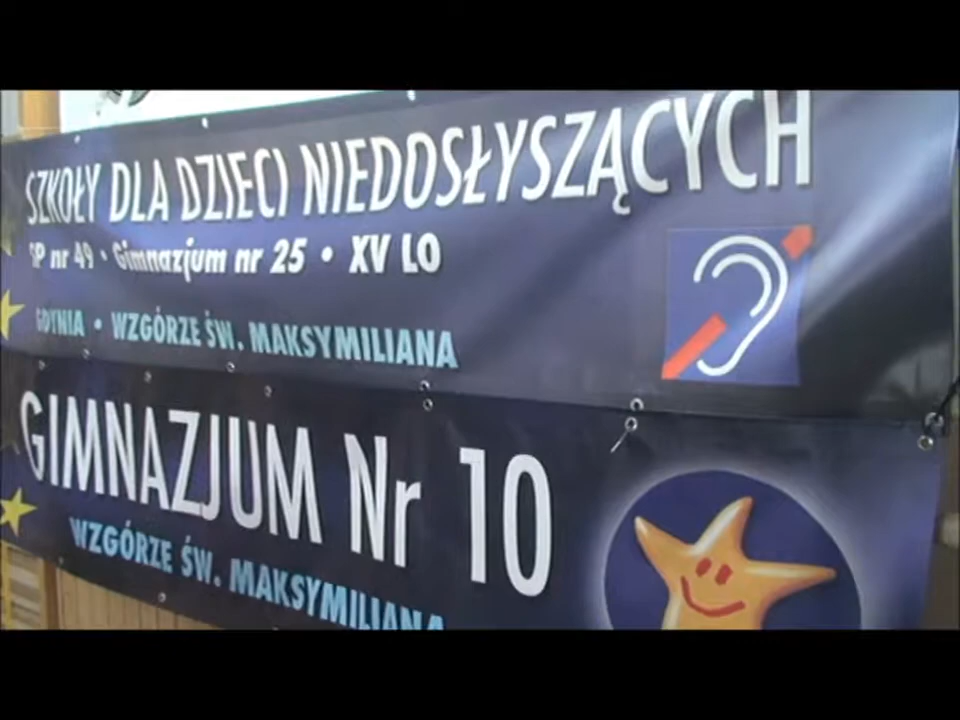 SZKOŁY DLA DZIECI NIEDOSŁYSZĄCYCH
SP nr 49 • Gimnazjum nr 25 • XV LO
GDYNIA • WZGÓRZE ŚW. MAKSYMILIANA
GIMNAZJUM Nr 10
WZGÓRZE ŚW. MAKSYMILIANA